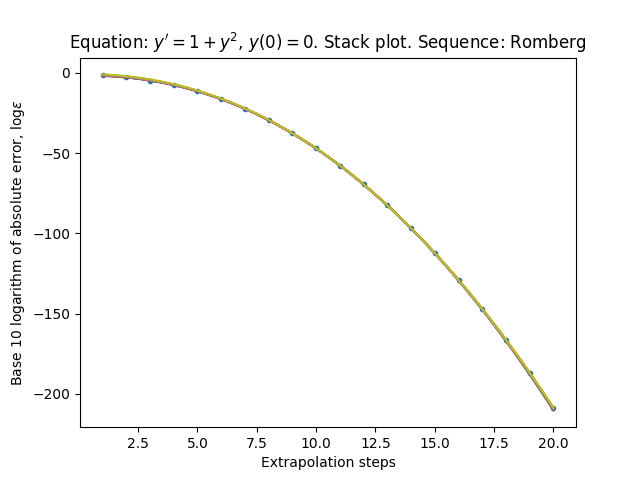 Equation: y′ = 1 + y², y(0) = 0. Stack plot. Sequence: Romberg
Base 10 logarithm of absolute error, logε
0
−50
−100
−150
−200
2.5 5.0 7.5 10.0 12.5 15.0 17.5 20.0
Extrapolation steps